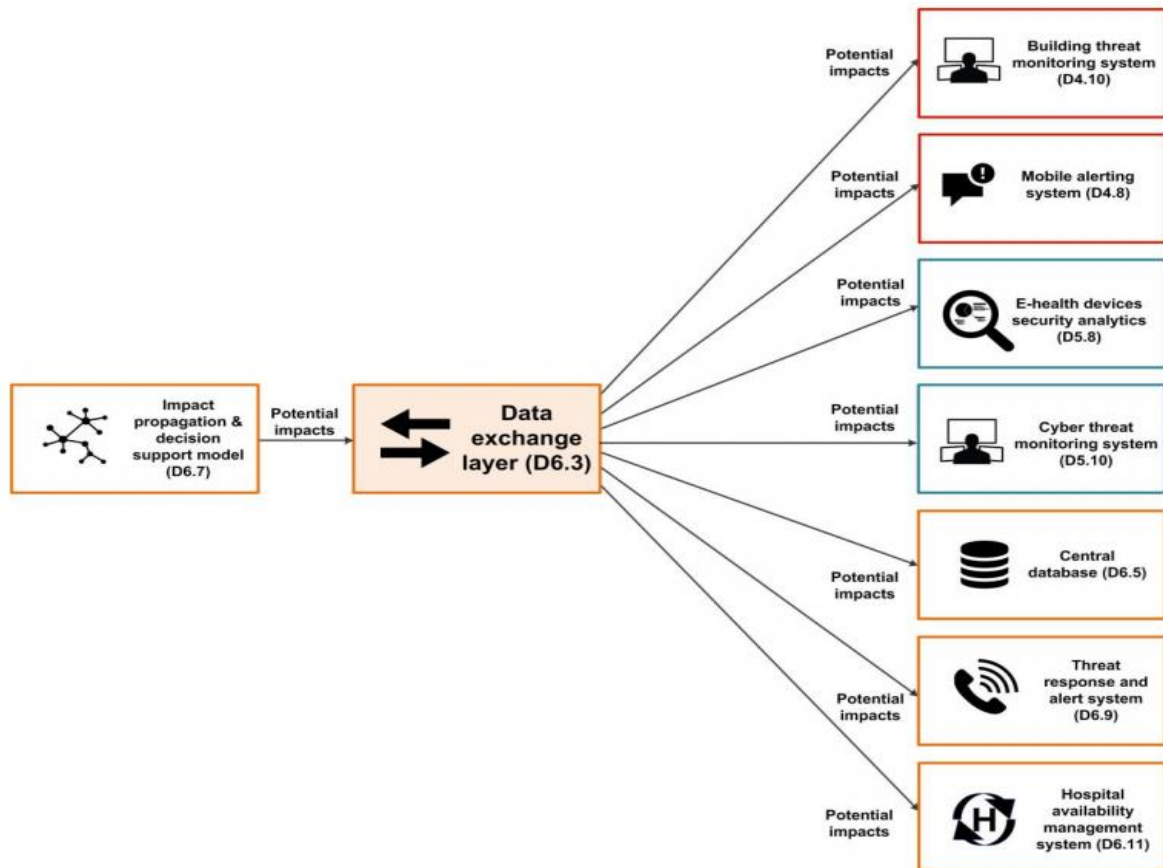 Potential
impacts
Building threat
monitoring system
(D4.10)
Potential
impacts
Mobile alerting
system (D4.8)
Potential
impacts
E-health devices
security analytics
(D5.8)
Impact
propagation &
decision
support model
(D6.7)
Potential
impacts
Data
exchange
layer (D6.3)
Potential
impacts
Cyber threat
monitoring system
(D5.10)
Potential
impacts
Central
database (D6.5)
Potential
impacts
Threat
response and
alert system
(D6.9)
Potential
impacts
H
Hospital
availability
management
system (D6.11)